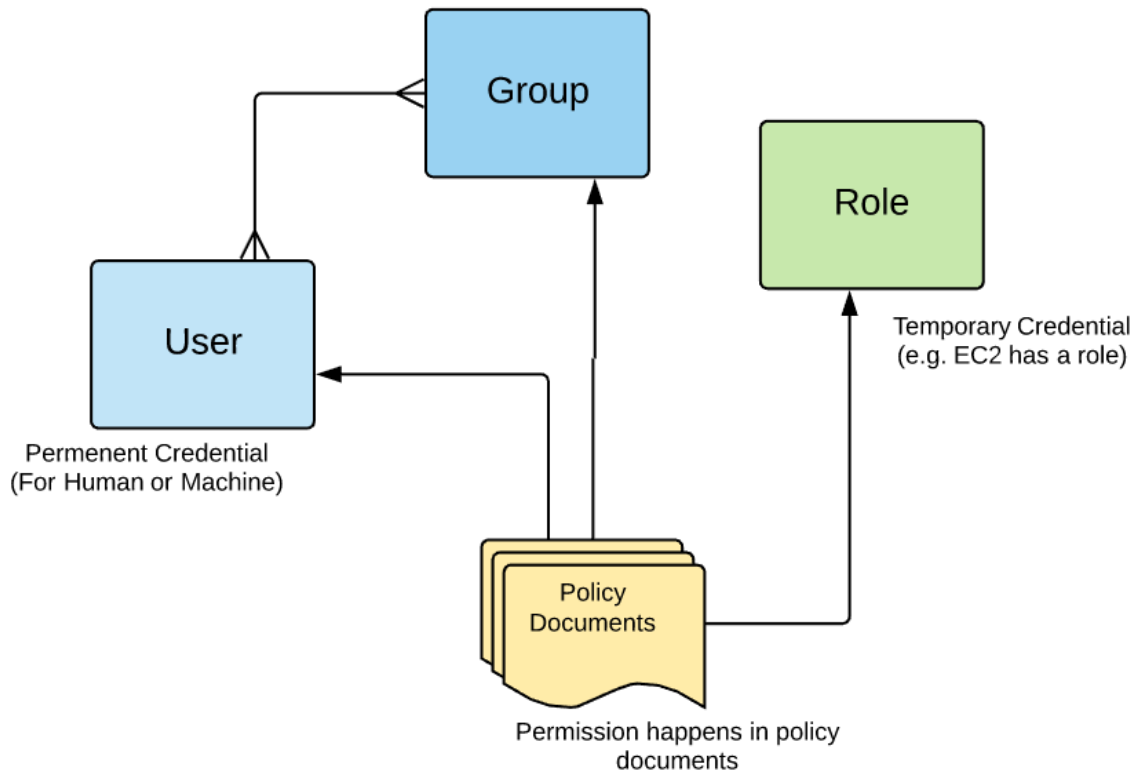 Group
Role
User
Temporary Credential
(e.g. EC2 has a role)
Permenent Credential
(For Human or Machine)
Policy
Documents
Permission happens in policy
documents